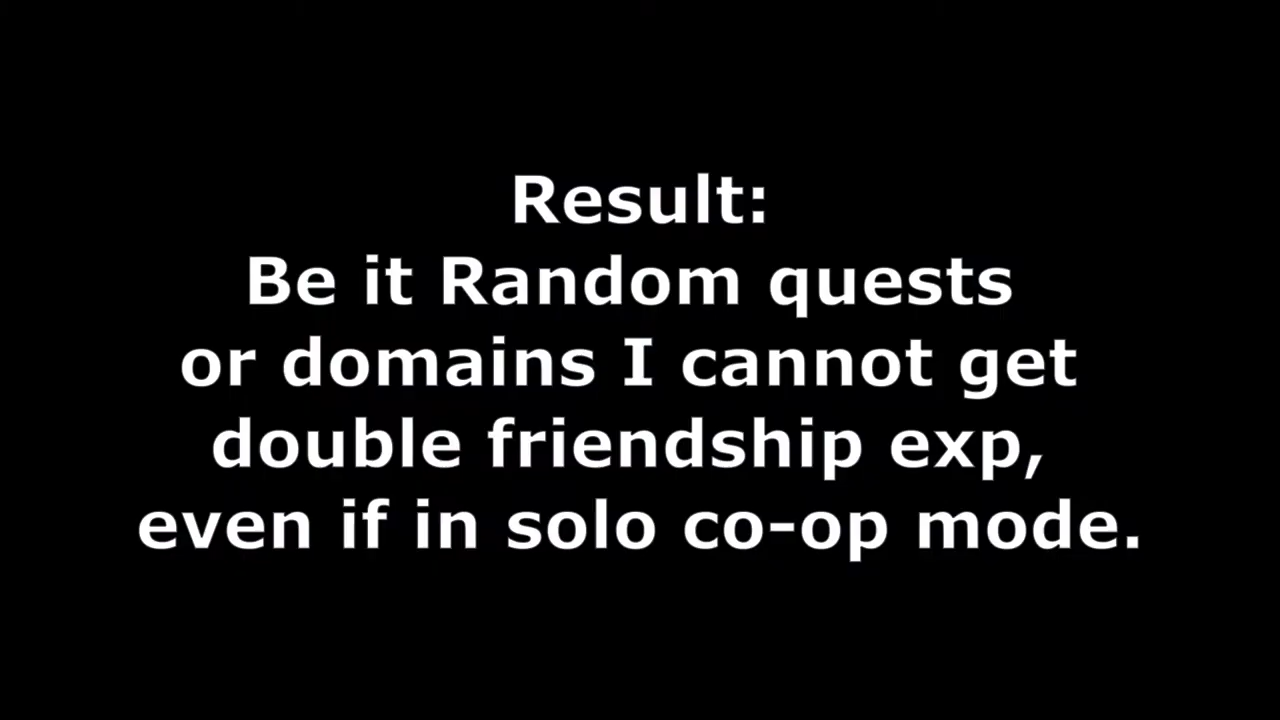 Result:
Be it Random quests
or domains I cannot get
double friendship exp,
even if in solo co-op mode.